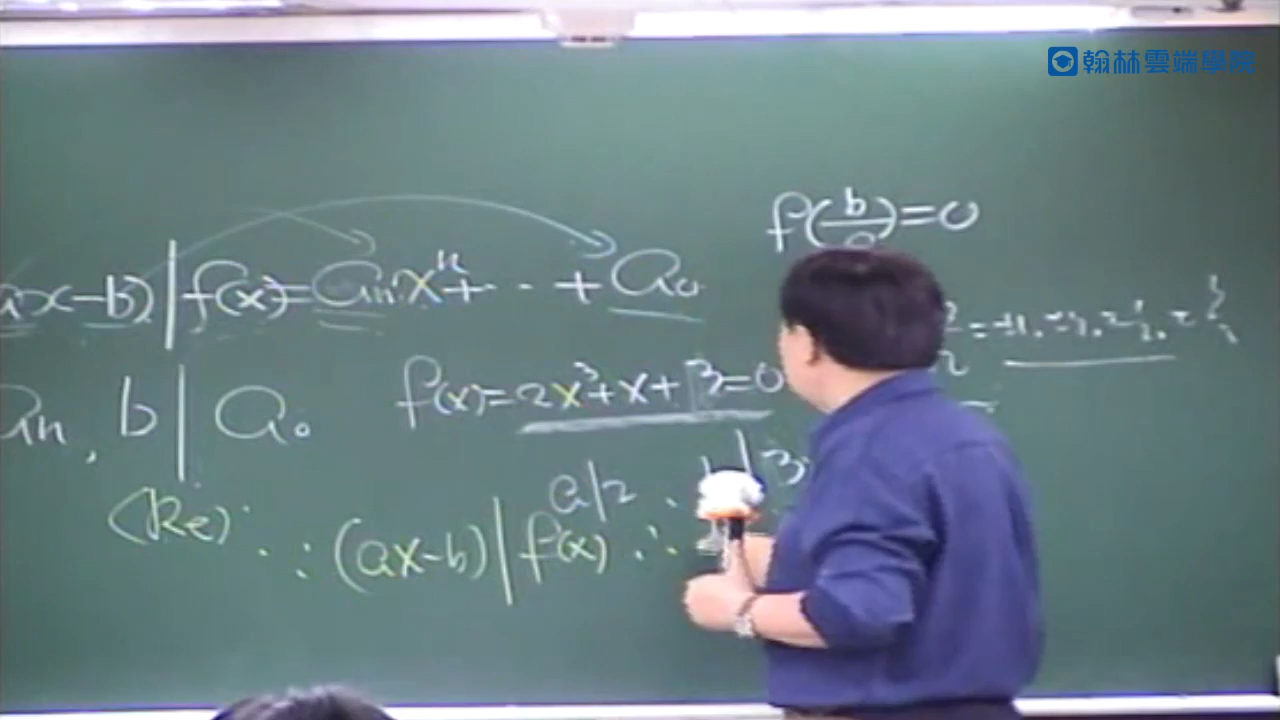 翰林雲端學院
f(b/a)=0
ax-b)|f(x)=aₙxⁿ+···+a₀
aₙ, b|a₀
f(x)=2x³+x+3=0
a|2, b|3
(Re):
∵(ax-b)|f(x) ∴